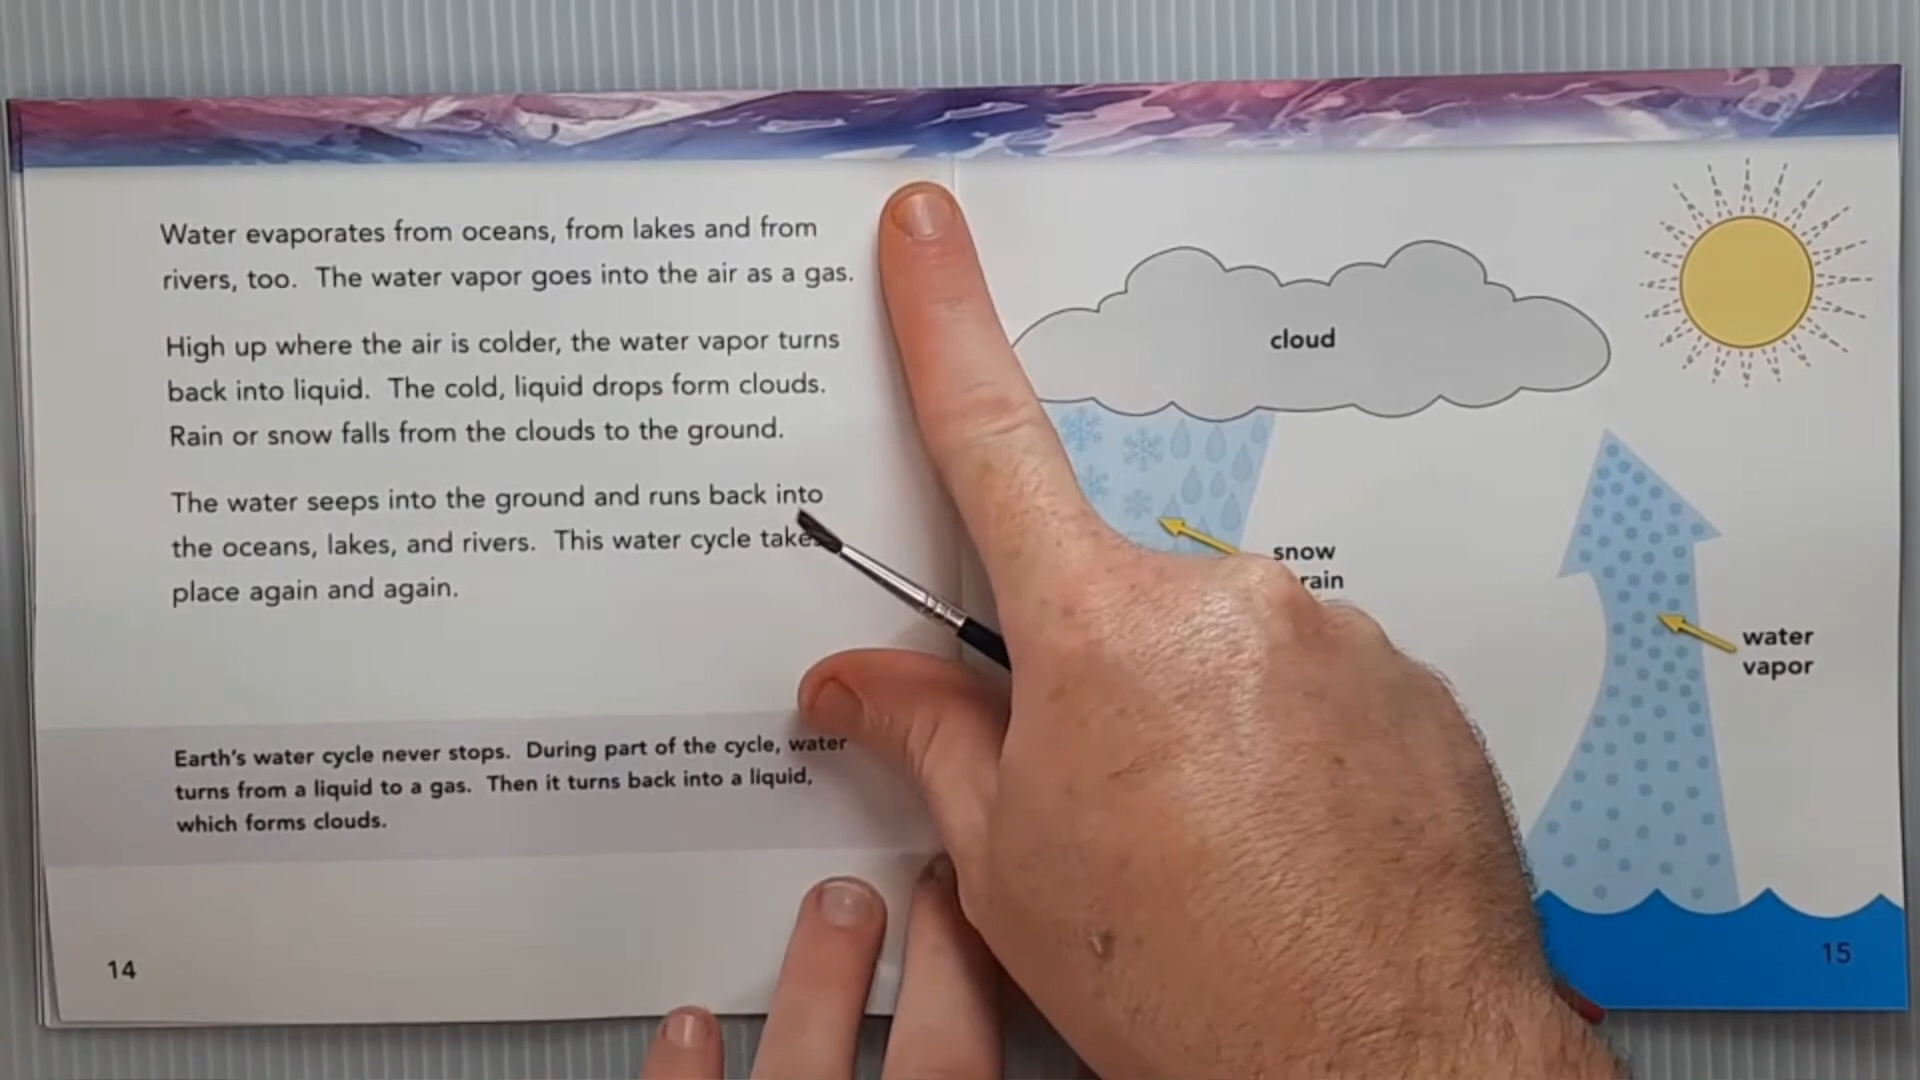 Water evaporates from oceans, from lakes and from
rivers, too. The water vapor goes into the air as a gas.
High up where the air is colder, the water vapor turns
back into liquid. The cold, liquid drops form clouds.
Rain or snow falls from the clouds to the ground.
The water seeps into the ground and runs back into
the oceans, lakes, and rivers. This water cycle takes
place again and again.
Earth's water cycle never stops. During part of the cycle, water
turns from a liquid to a gas. Then it turns back into a liquid,
which forms clouds.
14
cloud
snow
rain
water
vapor
15